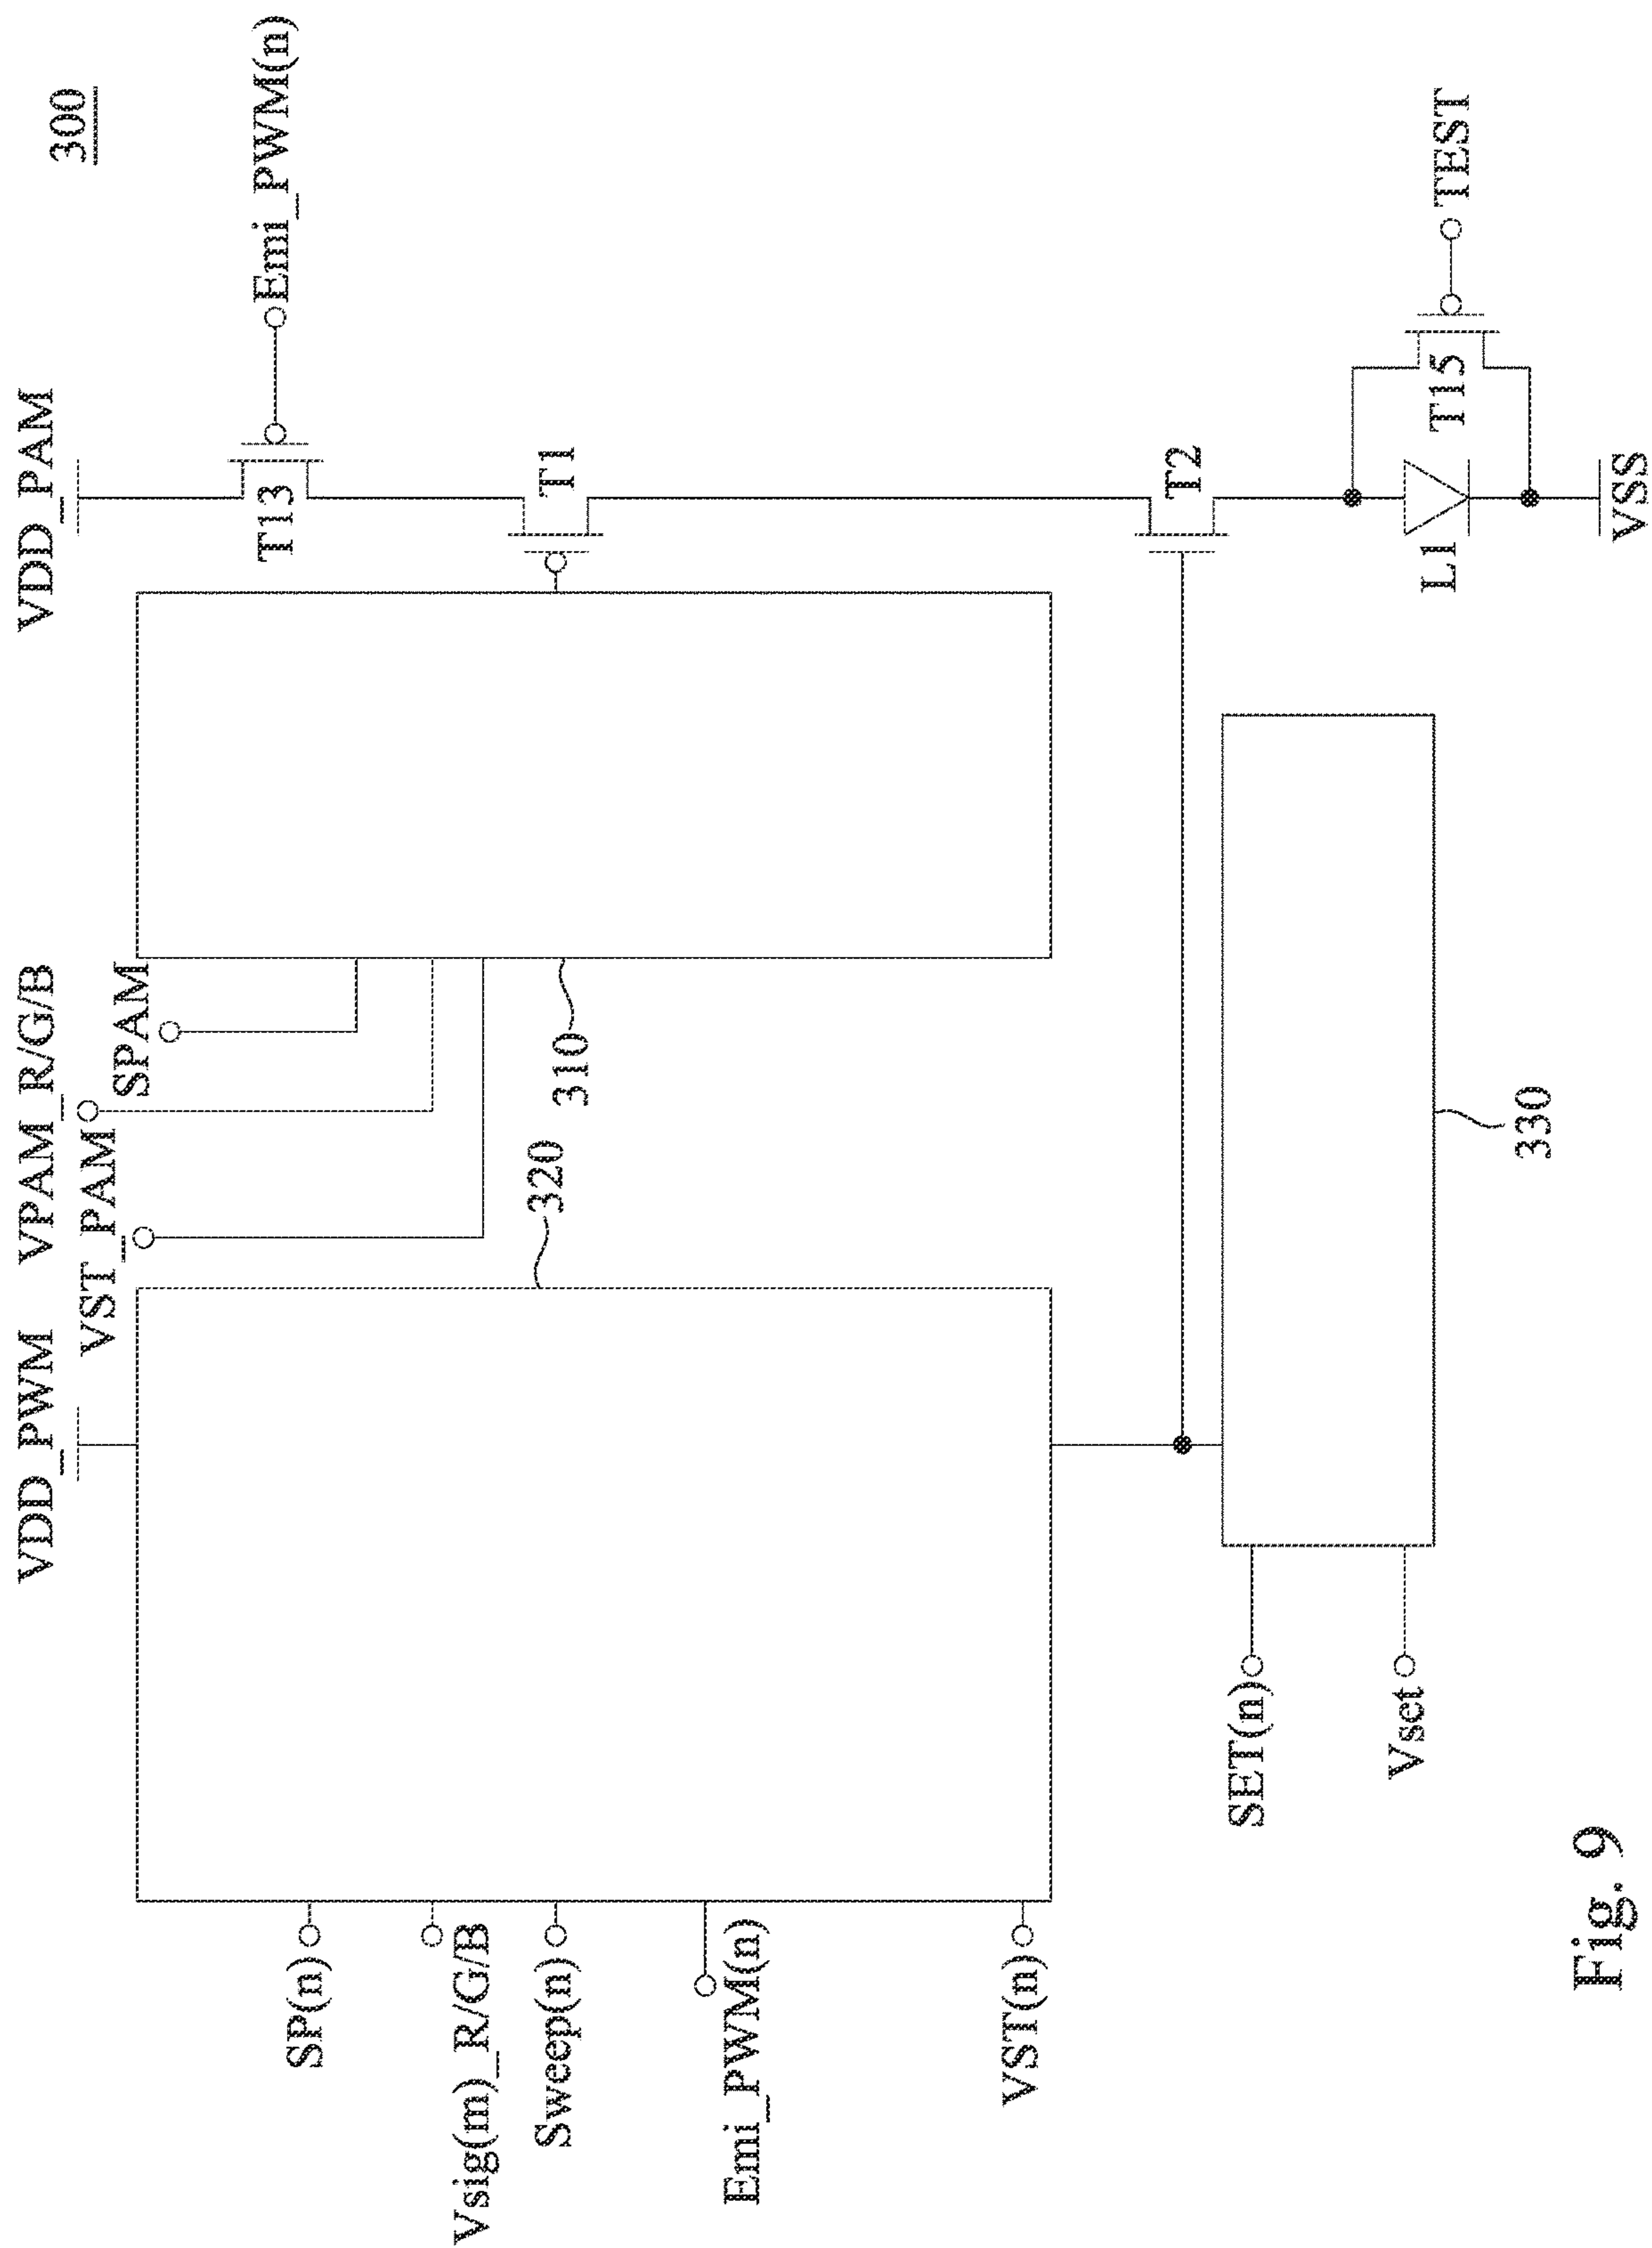 300
VDD_PAM
Emi_PWM(n)
T13
T1
T2
L1
T15
TEST
VSS
VPAM_R/G/B
SPAM
VST_PAM
310
VDD_PWM
320
330
SP(n)
Vsig(m)_R/G/B
Sweep(n)
Emi_PWM(n)
VST(n)
SET(n)
Vset
Fig. 9